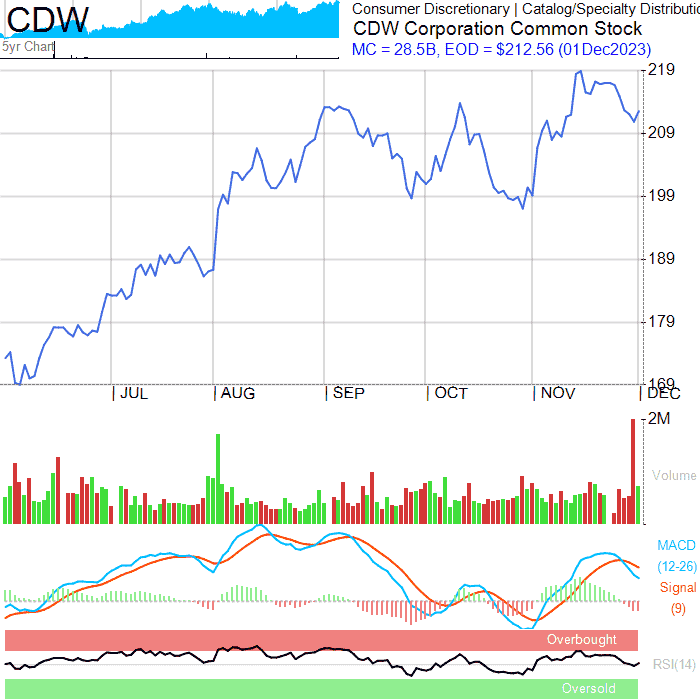 CDW
5yr Chart
Consumer Discretionary | Catalog/Specialty Distributio
CDW Corporation Common Stock
MC = 28.5B, EOD = $212.56 (01Dec2023)
219
209
199
189
179
169
JUL AUG SEP OCT NOV DEC
2M
Volume
MACD
(12-26)
Signal
(9)
Overbought
RSI(14)
Oversold